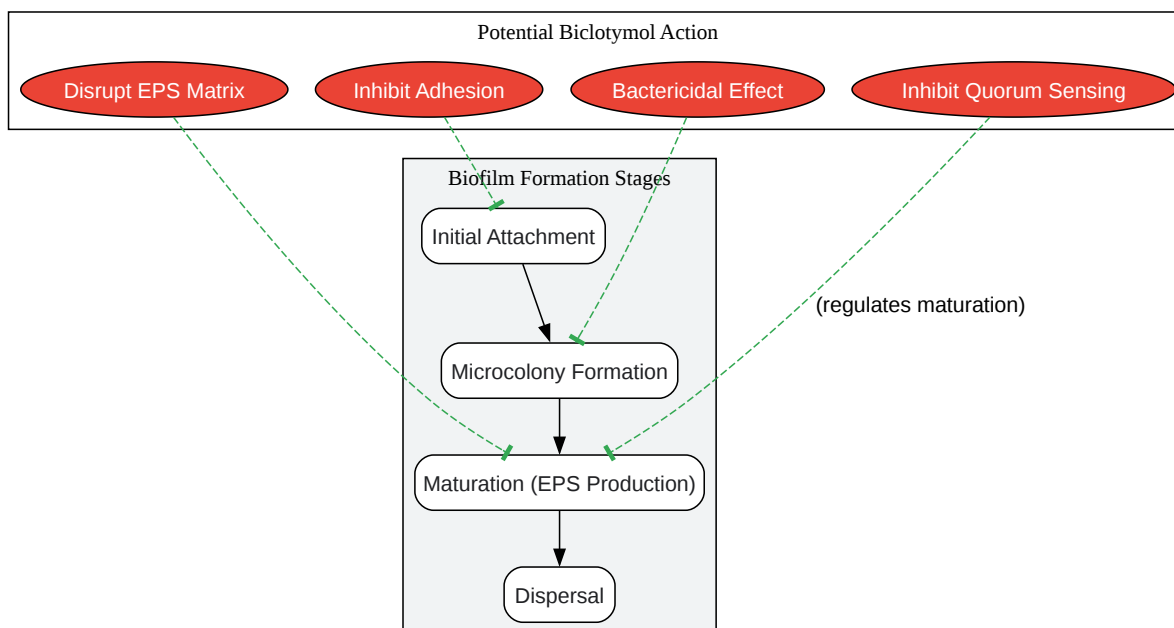 Potential Biclotymol Action
Disrupt EPS Matrix
Inhibit Adhesion
Bactericidal Effect
Inhibit Quorum Sensing
Biofilm Formation Stages
Initial Attachment
(regulates maturation)
Microcolony Formation
Maturation (EPS Production)
Dispersal